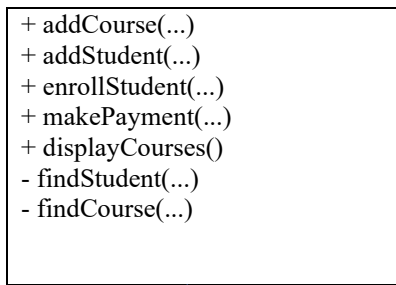 + addCourse(...)
+ addStudent(...)
+ enrollStudent(...)
+ makePayment(...)
+ displayCourses()
- findStudent(...)
- findCourse(...)